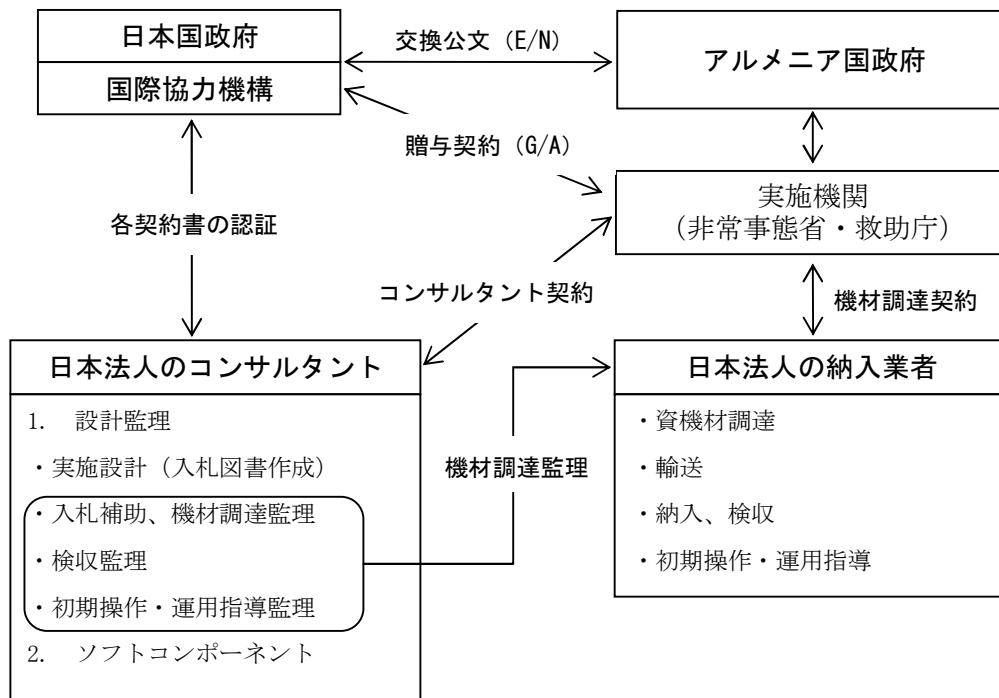 日本国政府
国際協力機構
交換公文（E/N）
アルメニア国政府
贈与契約（G/A）
実施機関
（非常事態省・救助庁）
各契約書の認証
コンサルタント契約
機材調達契約
日本法人のコンサルタント
1. 設計監理
・実施設計（入札図書作成）
・入札補助、機材調達監理
・検収監理
・初期操作・運用指導監理
2. ソフトコンポーネント
機材調達監理
日本法人の納入業者
・資機材調達
・輸送
・納入、検収
・初期操作・運用指導